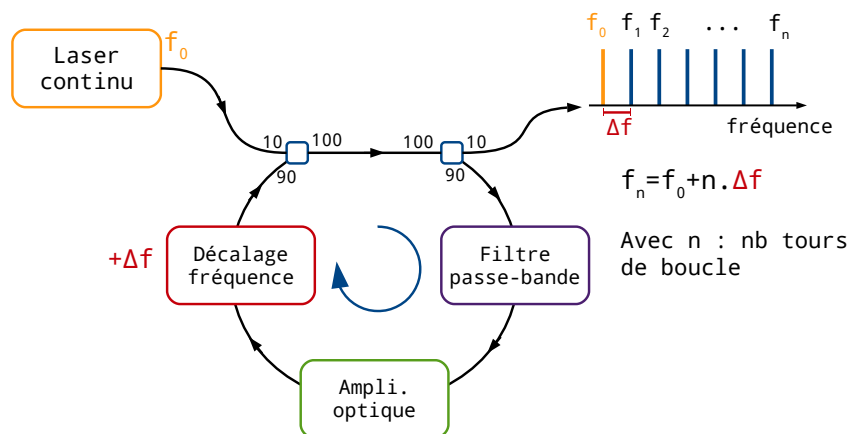 Laser
continu
f₀
10
100
90
100
10
90
+Δf
Décalage
fréquence
Filtre
passe-bande
Ampli.
optique
f₀ f₁ f₂ ... fₙ
Δf
fréquence
fₙ=f₀+n.Δf
Avec n : nb tours
de boucle